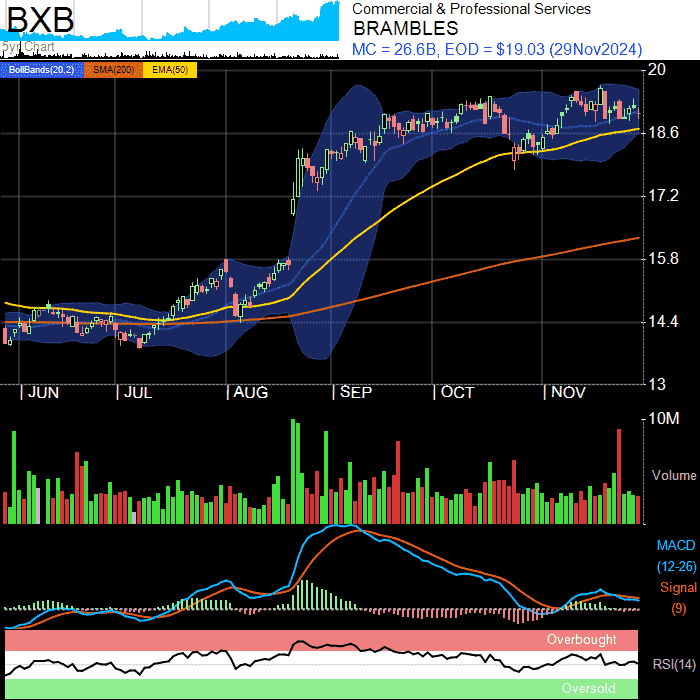 BXB
5yr Chart
Commercial & Professional Services
BRAMBLES
MC = 26.6B, EOD = $19.03 (29Nov2024)
BollBands(20,2) SMA(200) EMA(50)
20
18.6
17.2
15.8
14.4
13
JUN JUL AUG SEP OCT NOV
10M
Volume
MACD
(12-26)
Signal
(9)
Overbought
RSI(14)
Oversold